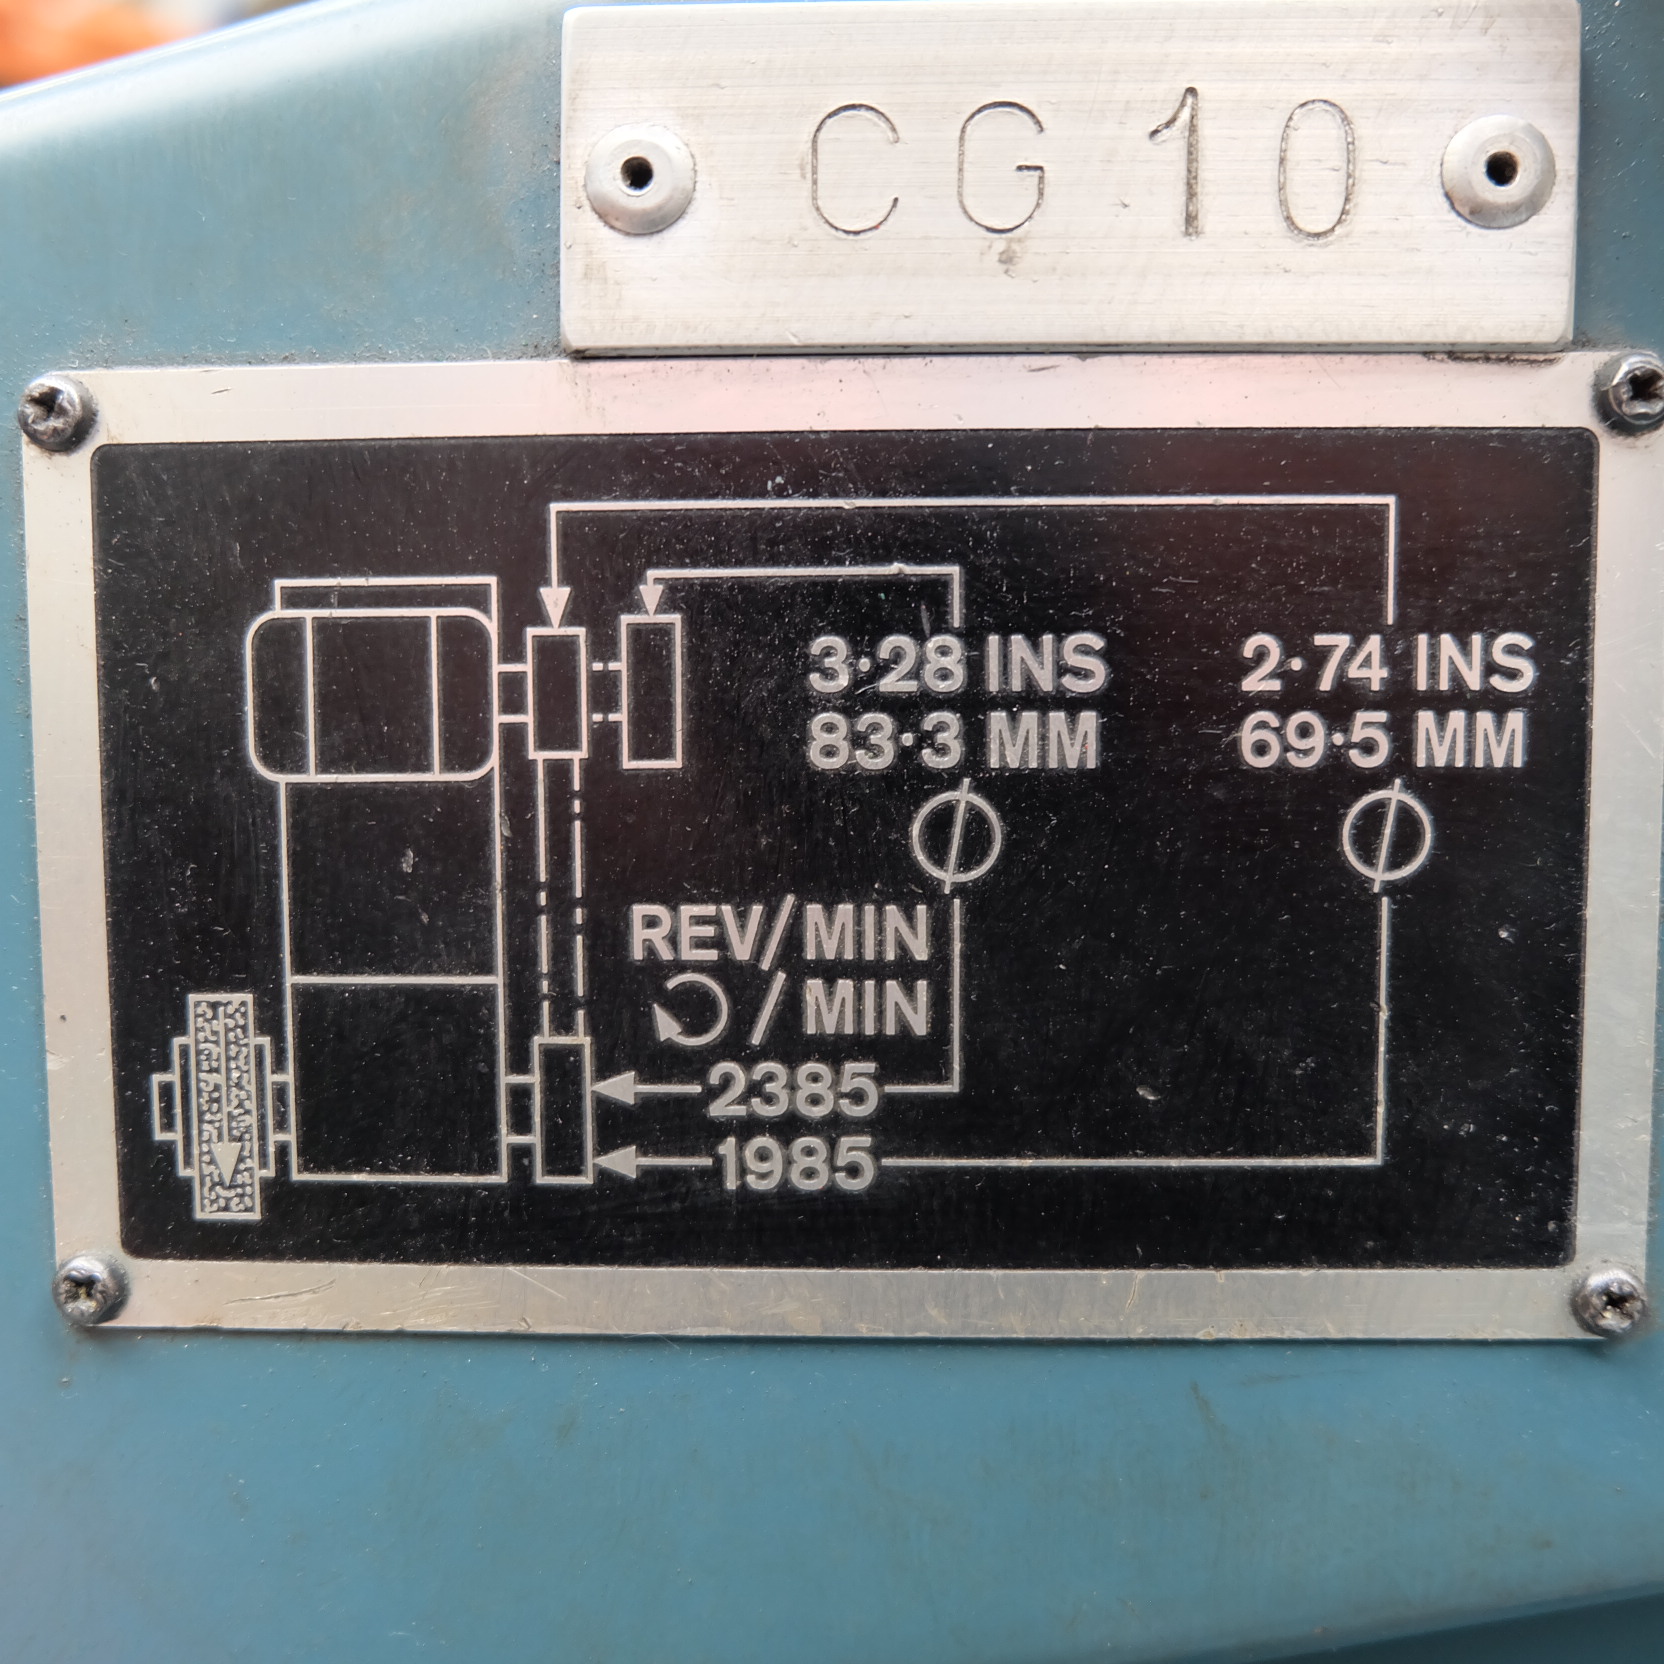 CG 10
3·28 INS
83·3 MM
2·74 INS
69·5 MM
REV/MIN
/MIN
2385
1985